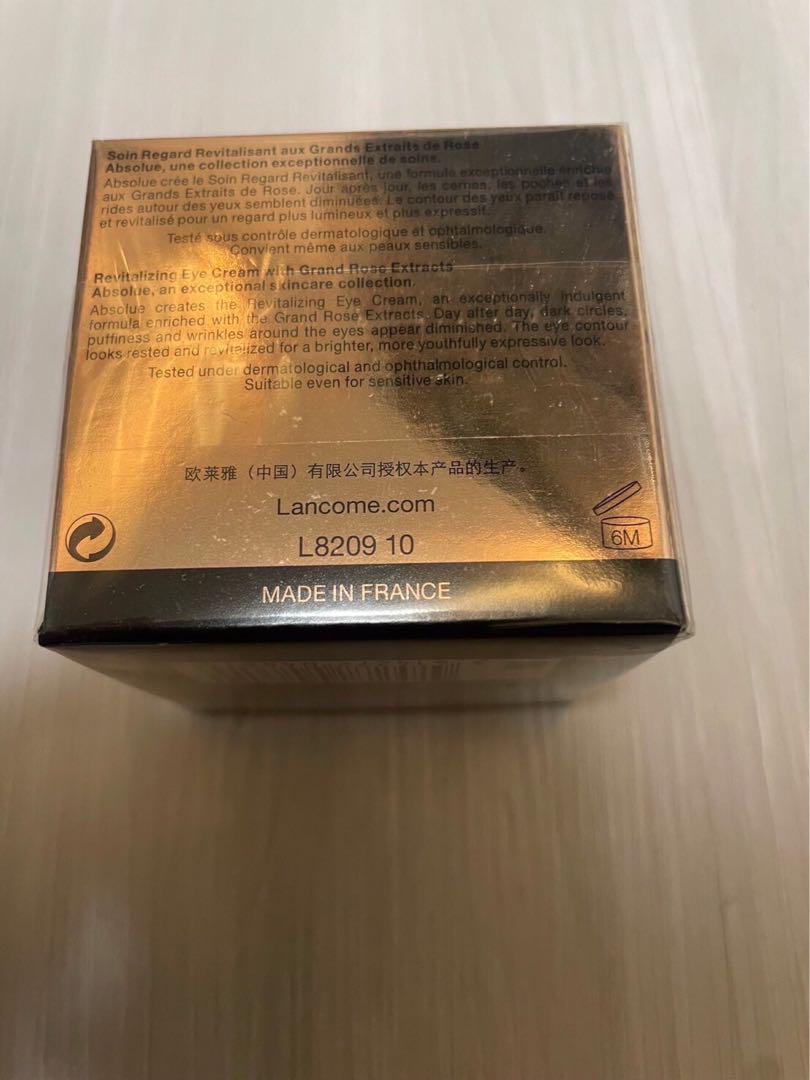 Soin Regard Revitalisant aux Grands Extraits de Rose
Absolue, une collection exceptionnelle de soins.
Absolue crée le Soin Regard Revitalisant, une formule exceptionnelle enrichie
aux Grands Extraits de Rose. Jour après jour, les cernes, les poches et les
rides autour des yeux semblent diminuées. Le contour des yeux paraît reposé
et revitalisé pour un regard plus lumineux et plus expressif.
Testé sous contrôle dermatologique et ophtalmologique.
Convient même aux peaux sensibles.
Revitalizing Eye Cream with Grand Rose Extracts
Absolue, an exceptional skincare collection.
Absolue creates the Revitalizing Eye Cream, an exceptionally indulgent
formula enriched with the Grand Rose Extracts. Day after day, dark circles,
puffiness and wrinkles around the eyes appear diminished. The eye contour
looks rested and revitalized for a brighter, more youthfully expressive look.
Tested under dermatological and ophthalmological control.
Suitable even for sensitive skin.
欧莱雅（中国）有限公司授权本产品的生产。
Lancome.com
6M
L8209 10
MADE IN FRANCE